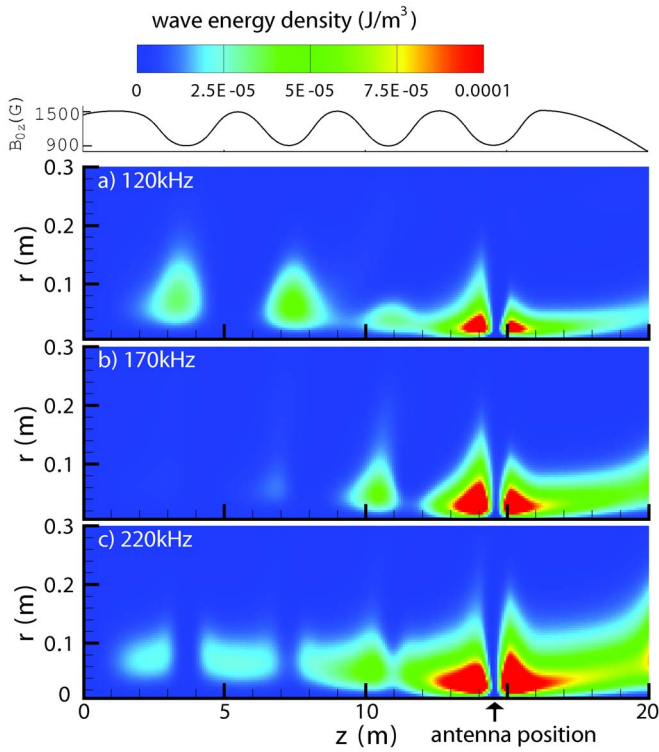 wave energy density (J/m³)
0 2.5E-05 5E-05 7.5E-05 0.0001
B₀z(G)
1500
900
0.3
a) 120kHz
0.2
r (m)
0.1
0.3
b) 170kHz
0.2
r (m)
0.1
0.3
c) 220kHz
0.2
r (m)
0.1
0
0 5 10 20
z (m) antenna position